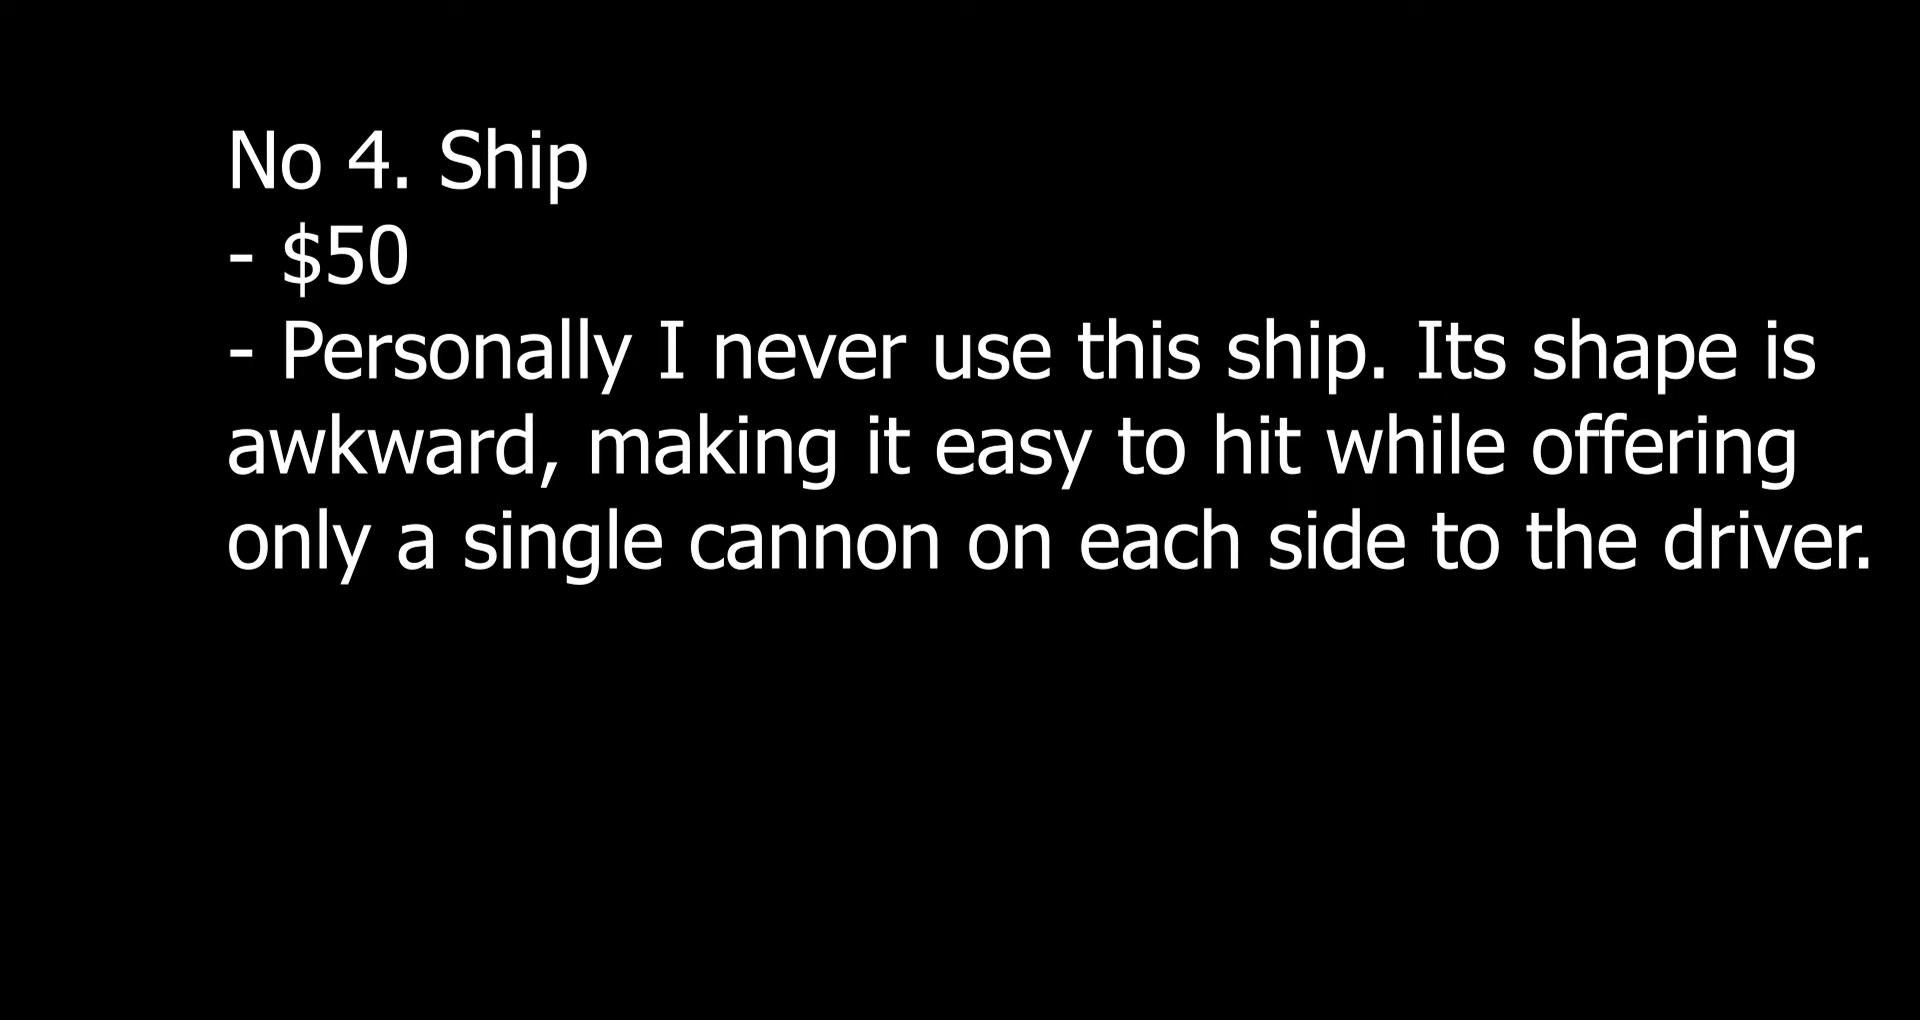 No 4. Ship
- $50
- Personally I never use this ship. Its shape is
awkward, making it easy to hit while offering
only a single cannon on each side to the driver.